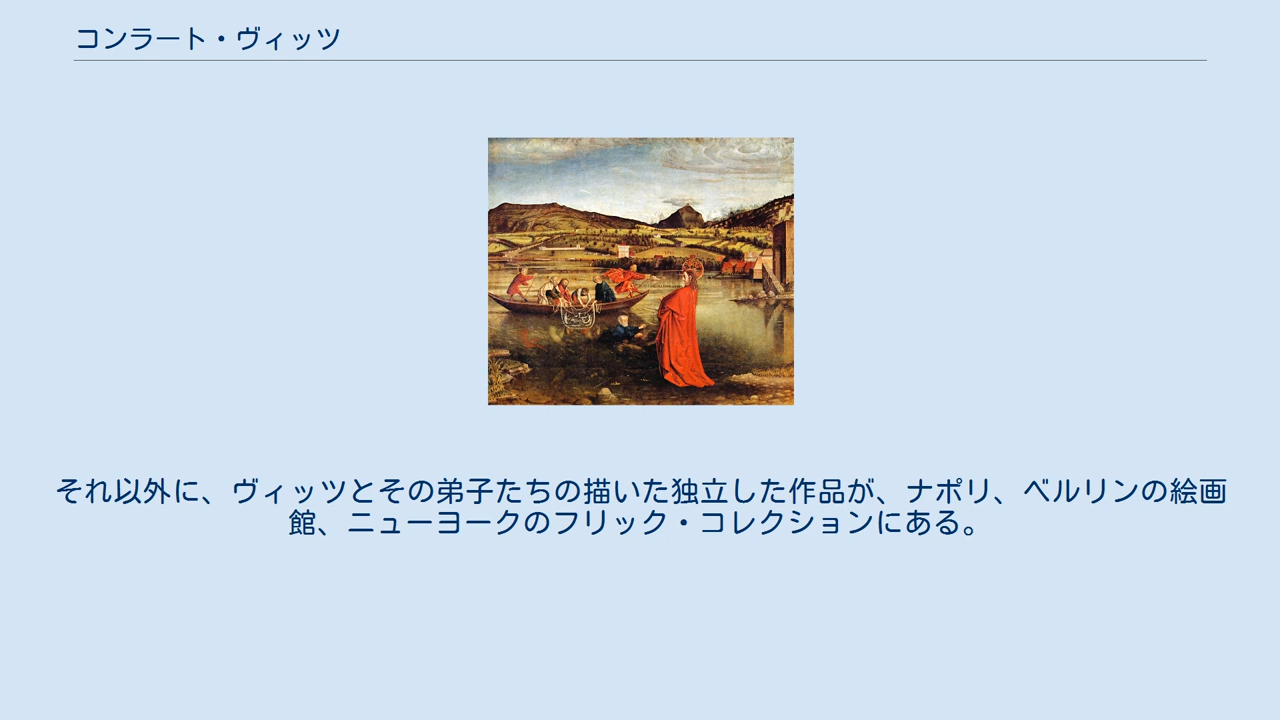 コンラート・ヴィッツ
それ以外に、ヴィッツとその弟子たちの描いた独立した作品が、ナポリ、ベルリンの絵画
館、ニューヨークのフリック・コレクションにある。